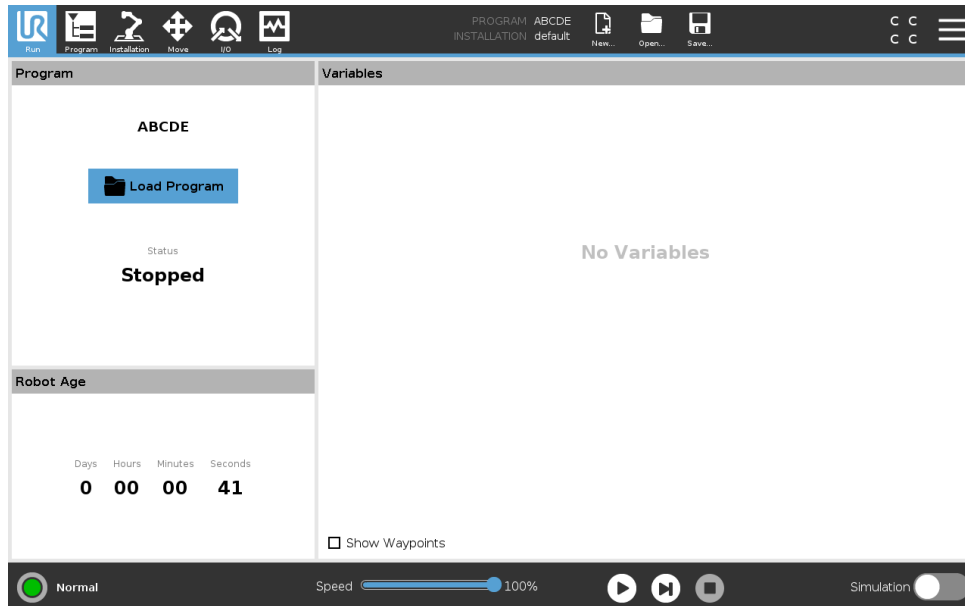 PROGRAM ABCDE
INSTALLATION default
Run Program Installation Move I/O Log New... Open... Save... C C
C C
Program
Variables
ABCDE
Load Program
Status
Stopped
No Variables
Robot Age
Days Hours Minutes Seconds
0 00 00 41
Show Waypoints
Normal Speed 100% Simulation